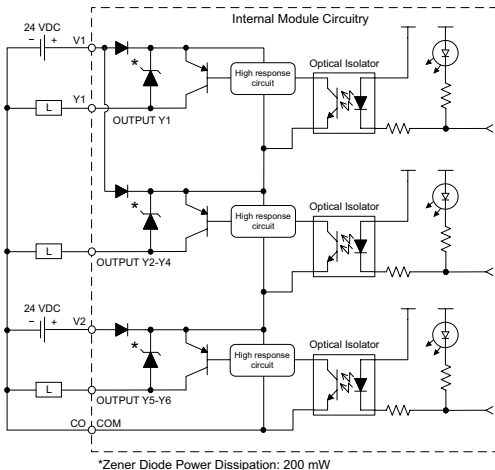 Internal Module Circuitry
24 VDC
− + V1
*
High response
circuit
Optical Isolator
L Y1
OUTPUT Y1
*
High response
circuit
Optical Isolator
L
OUTPUT Y2-Y4
24 VDC
− + V2
*
High response
circuit
Optical Isolator
L
OUTPUT Y5-Y6
CO COM
*Zener Diode Power Dissipation: 200 mW